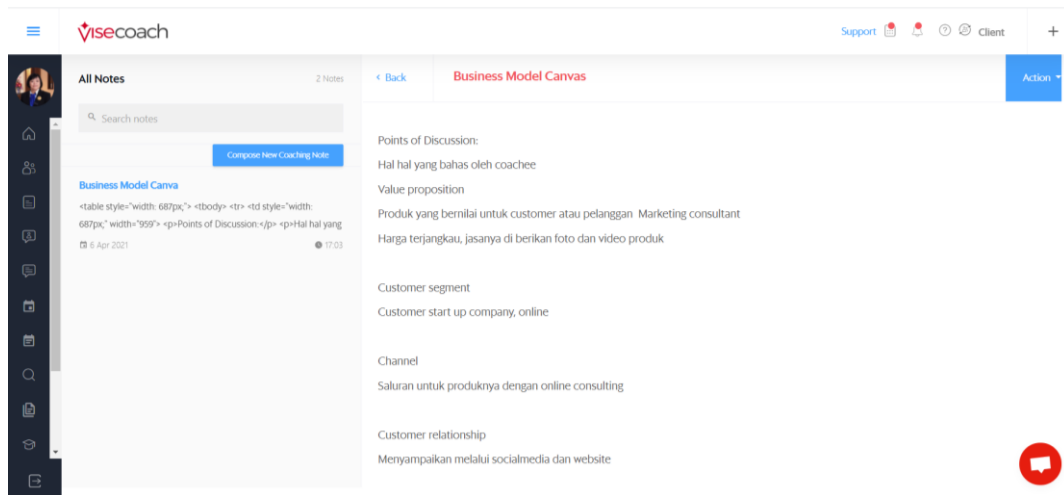 visecoach
Support
Client
All Notes
2 Notes
Search notes
Compose New Coaching Note
Business Model Canva
<table style="width: 687px;"> <tbody> <tr> <td style="width:
687px;" width="959"> <p>Points of Discussion:</p> <p>Hal hal yang
6 Apr 2021
17:03
< Back
Business Model Canvas
Action
Points of Discussion:
Hal hal yang bahas oleh coachee
Value proposition
Produk yang bernilai untuk customer atau pelanggan Marketing consultant
Harga terjangkau, jasanya di berikan foto dan video produk
Customer segment
Customer start up company, online
Channel
Saluran untuk produknya dengan online consulting
Customer relationship
Menyampaikan melalui socialmedia dan website